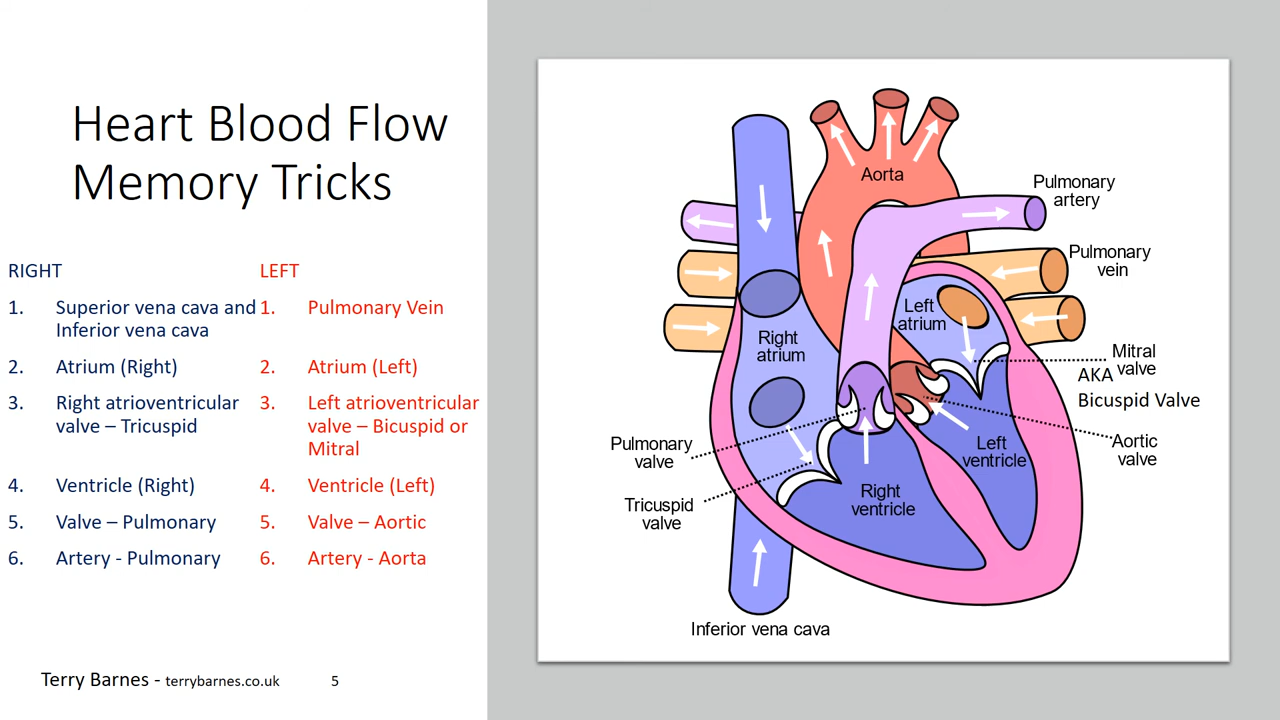 Heart Blood Flow
Memory Tricks
RIGHT
1. Superior vena cava and
Inferior vena cava
2. Atrium (Right)
3. Right atrioventricular
valve – Tricuspid
4. Ventricle (Right)
5. Valve – Pulmonary
6. Artery - Pulmonary
LEFT
1. Pulmonary Vein
2. Atrium (Left)
3. Left atrioventricular
valve – Bicuspid or
Mitral
4. Ventricle (Left)
5. Valve – Aortic
6. Artery - Aorta
Terry Barnes - terrybarnes.co.uk 5
Aorta
Pulmonary
artery
Pulmonary
vein
Left
atrium
Right
atrium
Mitral
valve
AKA
Bicuspid Valve
Aortic
valve
Pulmonary
valve
Left
ventricle
Tricuspid
valve
Right
ventricle
Inferior vena cava